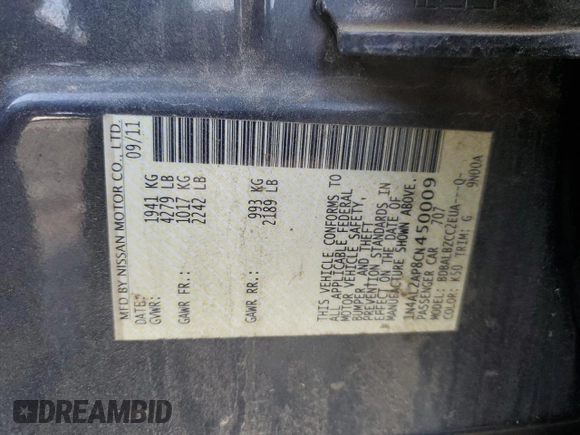 MFD BY NISSAN MOTOR CO., LTD.
DATE: 09/11
GVWR: 1941 KG
4279 LB
GAWR FR: 1017 KG
2242 LB
GAWR RR: 993 KG
2189 LB
THIS VEHICLE CONFORMS TO
ALL APPLICABLE FEDERAL
MOTOR VEHICLE SAFETY,
BUMPER, AND THEFT
PREVENTION STANDARDS IN
EFFECT ON THE DATE OF
MANUFACTURE SHOWN ABOVE.
1N4AL2AP8CN450009
PASSENGER CAR 707
MODEL: BDBALBZCC2EUA---Q-
COLOR: K50 TRIM: G 9N00A
DREAMBID